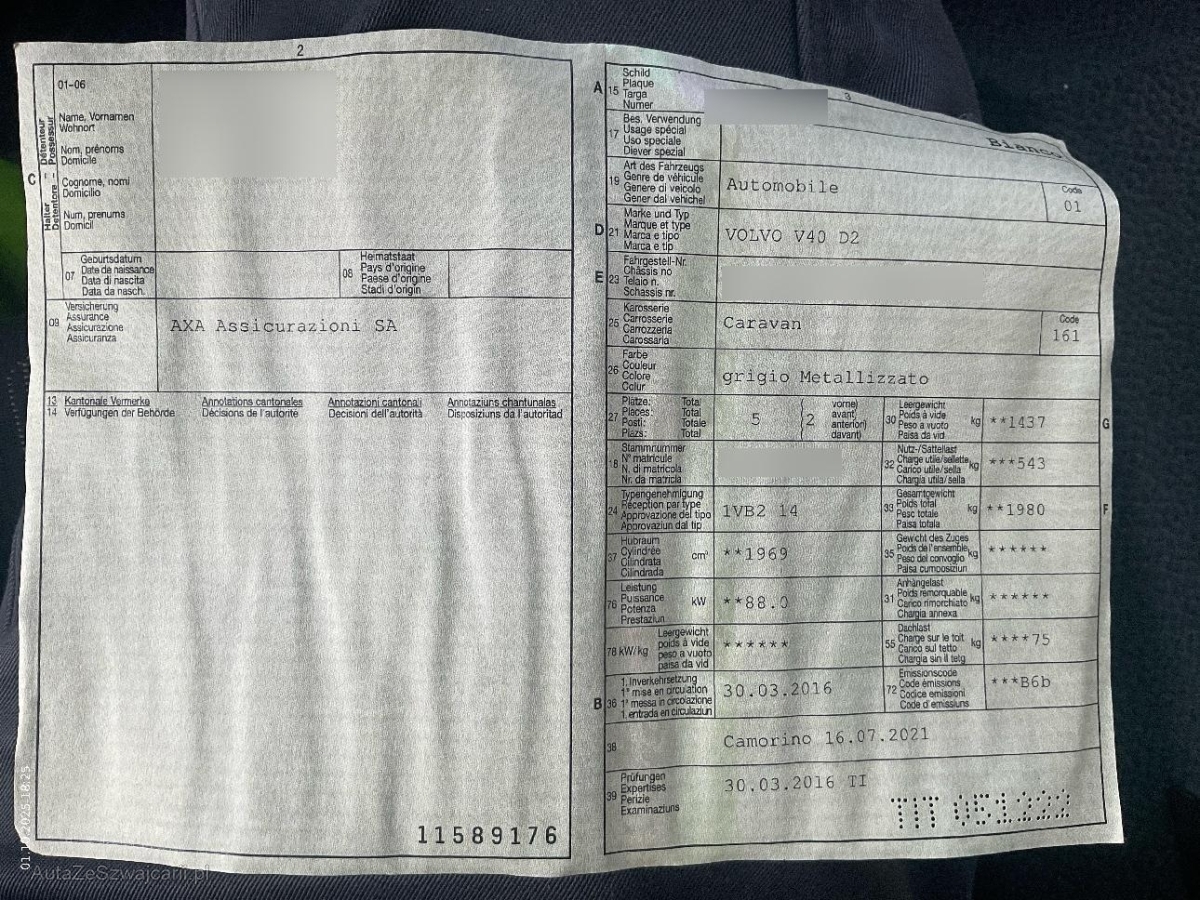 2
01-06
Name, Vornamen
Wohnort
Nom, prénoms
Domicile
Cognome, nomi
Domicilio
Num, prenums
Domicil
C
Halter - Détenteur
Detentore - Possessur
07
Geburtsdatum
Date de naissance
Data di nascita
Data da nasch.
08
Heimatstaat
Pays d'origine
Paese d'origine
Stadi d'origin
09
Versicherung
Assurance
Assicurazione
Assicuranza
AXA Assicurazioni SA
13 Kantonale Vermerke Annotations cantonales Annotazioni cantonali Annotaziuns chantunalas
14 Verfügungen der Behörde Décisions de l'autorité Decisioni dell'autorità Disposiziuns da l'autoritad
11589176
3
A 15
Schild
Plaque
Targa
Numer
Bianco
17
Bes. Verwendung
Usage spécial
Uso speciale
Diever spezial
19
Art des Fahrzeugs
Genre de véhicule
Genere di veicolo
Gener dal vehichel
Automobile
Code
01
D 21
Marke und Typ
Marque et type
Marca e tipo
Marca e tip
VOLVO V40 D2
E 23
Fahrgestell-Nr.
Châssis no
Telaio n.
Schassis nr.
25
Karosserie
Carrosserie
Carrozzeria
Carossaria
Caravan
Code
161
26
Farbe
Couleur
Colore
Colur
grigio Metallizzato
27
Plätze: Total
Places: Total
Posti: Totale
Plazs: Total
5
2
vorne)
avant)
anteriori)
davant)
30
Leergewicht
Poids à vide
Peso a vuoto
Paisa da vid
kg
**1437
G
18
Stammnummer
N° matricule
N. di matricola
Nr. da matricla
32
Nutz-/Sattellast
Charge utile/sellette
Carico utile/sella
Chargia utila/sella
kg
***543
24
Typengenehmigung
Réception par type
Approvazione del tipo
Approvaziun dal tip
1VB2 14
33
Gesamtgewicht
Poids total
Peso totale
Paisa totala
kg
**1980
F
37
Hubraum
Cylindrée
Cilindrata
Cilindrada
cm³
**1969
35
Gewicht des Zuges
Poids de l'ensemble
Peso del convoglio
Paisa cumposiziun
kg
******
76
Leistung
Puissance
Potenza
Prestaziun
kW
**88.0
31
Anhängelast
Poids remorquable
Carico rimorchiato
Chargia annexa
kg
******
78 kW/kg
Leergewicht
poids à vide
peso a vuoto
paisa da vid
******
55
Dachlast
Charge sur le toit
Carico sul tetto
Chargia sin il tetg
kg
****75
B 36
1. Inverkehrsetzung
1re mise en circulation
1a messa in circolazione
1. entrada en circulaziun
30.03.2016
72
Emissionscode
Code émissions
Codice emissioni
Code d'emissiuns
***B6b
38
Camorino 16.07.2021
39
Prüfungen
Expertises
Perizie
Examinaziuns
30.03.2016 TI
TIT 051222
AutaZeSzwajcarii.pl